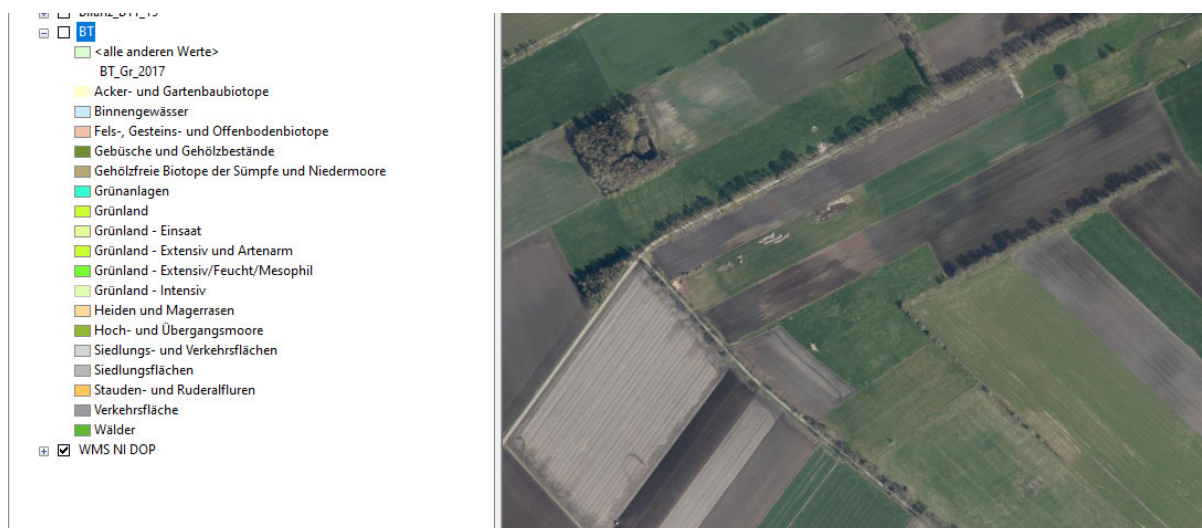 Bilanz_BTT_19
BT
<alle anderen Werte>
BT_Gr_2017
Acker- und Gartenbaubiotope
Binnengewässer
Fels-, Gesteins- und Offenbodenbiotope
Gebüsche und Gehölzbestände
Gehölzfreie Biotope der Sümpfe und Niedermoore
Grünanlagen
Grünland
Grünland - Einsaat
Grünland - Extensiv und Artenarm
Grünland - Extensiv/Feucht/Mesophil
Grünland - Intensiv
Heiden und Magerrasen
Hoch- und Übergangsmoore
Siedlungs- und Verkehrsflächen
Siedlungsflächen
Stauden- und Ruderalfluren
Verkehrsfläche
Wälder
WMS NI DOP